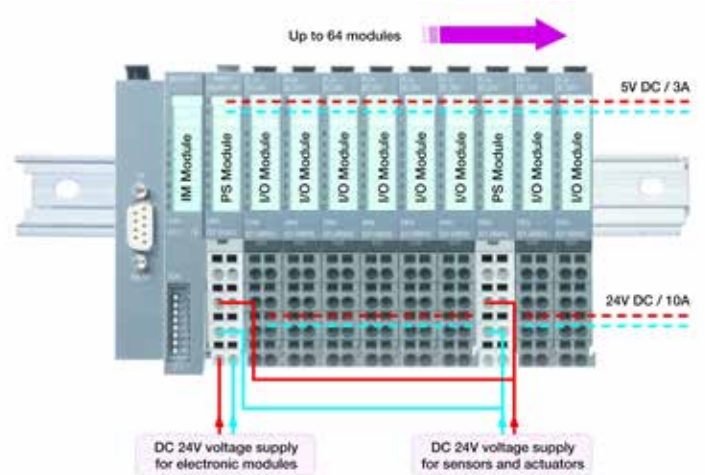 Up to 64 modules
5V DC / 3A
IM Module
PS Module
I/O Module
I/O Module
I/O Module
I/O Module
I/O Module
I/O Module
PS Module
I/O Module
I/O Module
24V DC / 10A
DC 24V voltage supply
for electronic modules
DC 24V voltage supply
for sensors and actuators